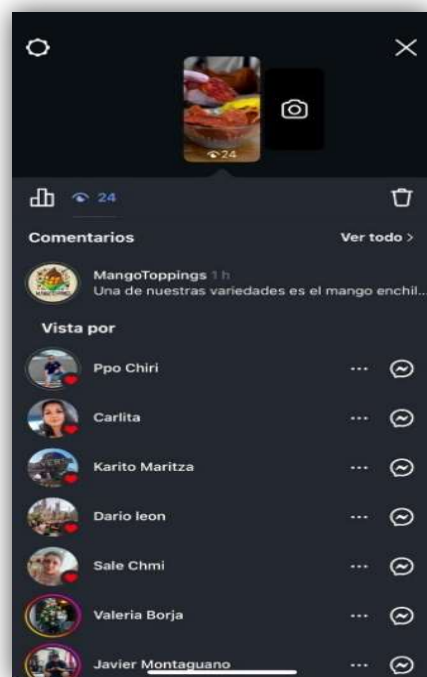 24
24
Comentarios Ver todo >
MangoToppings 1 h
Una de nuestras variedades es el mango enchil...
Vista por
Ppo Chiri
Carlita
Karito Maritza
Dario leon
Sale Chmi
Valeria Borja
Javier Montaguano